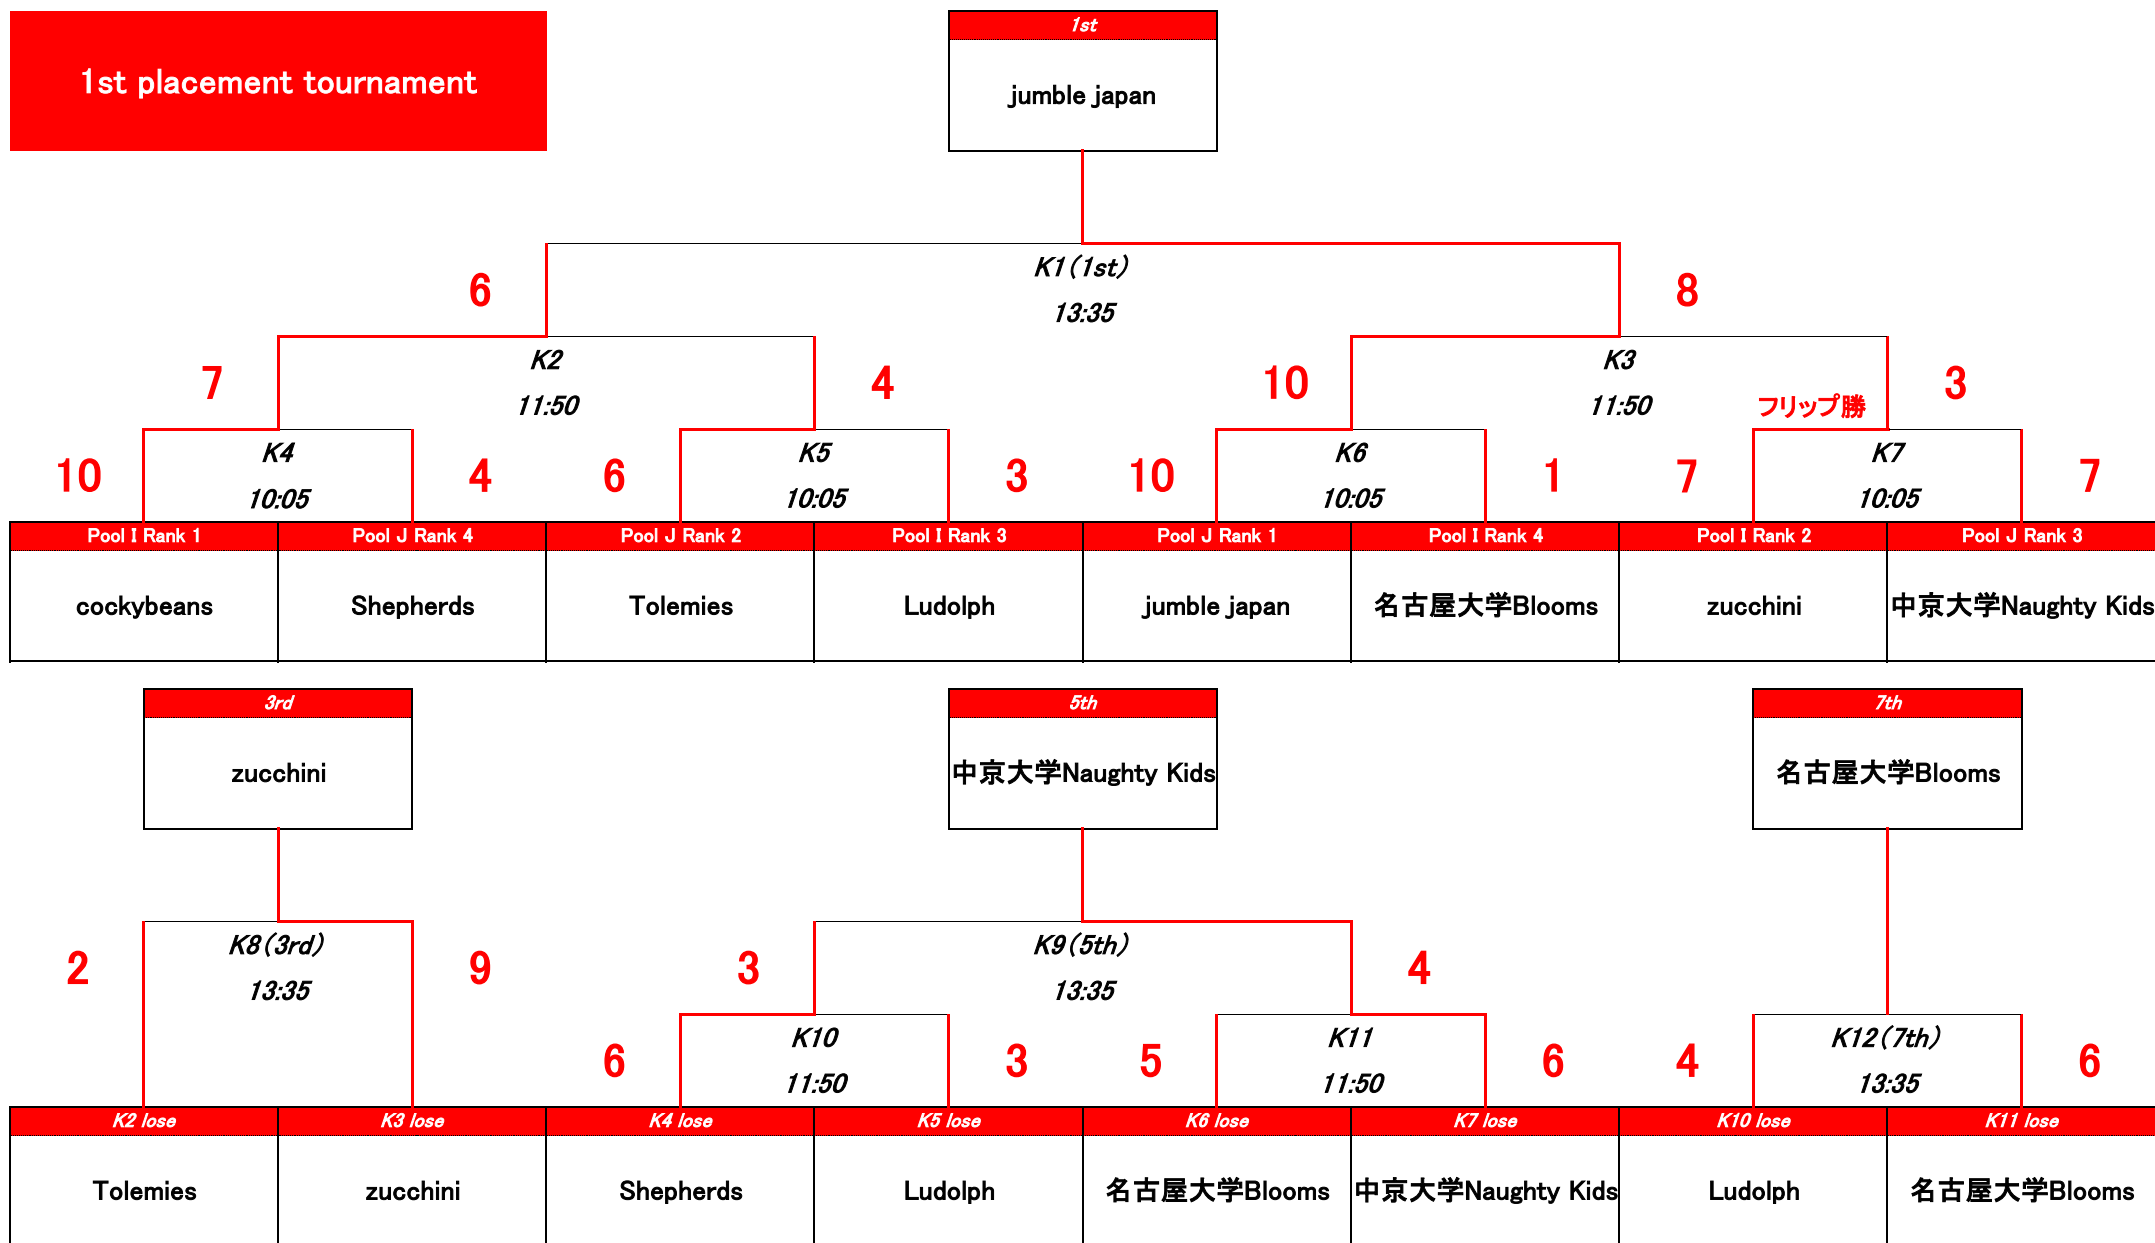 1st placement tournament
1st
jumble japan
K1(1st)
6
8
13:35
K2
K3
7
4
10
3
11:50
11:50
フリップ勝
K4
K5
K6
K7
10
4
6
3
10
1
7
7
10:05
10:05
10:05
10:05
Pool I Rank 1
Pool J Rank 4
Pool J Rank 2
Pool I Rank 3
Pool J Rank 1
Pool I Rank 4
Pool I Rank 2
Pool J Rank 3
cockybeans
Shepherds
Tolemies
Ludolph
jumble japan
名古屋大学Blooms
zucchini
中京大学Naughty Kids
3rd
5th
7th
zucchini
中京大学Naughty Kids
名古屋大学Blooms
K8(3rd)
K9(5th)
2
9
3
4
13:35
13:35
K10
K11
K12(7th)
6
3
5
6
4
6
11:50
11:50
13:35
K2 lose
K3 lose
K4 lose
K5 lose
K6 lose
K7 lose
K10 lose
K11 lose
Tolemies
zucchini
Shepherds
Ludolph
名古屋大学Blooms
中京大学Naughty Kids
Ludolph
名古屋大学Blooms